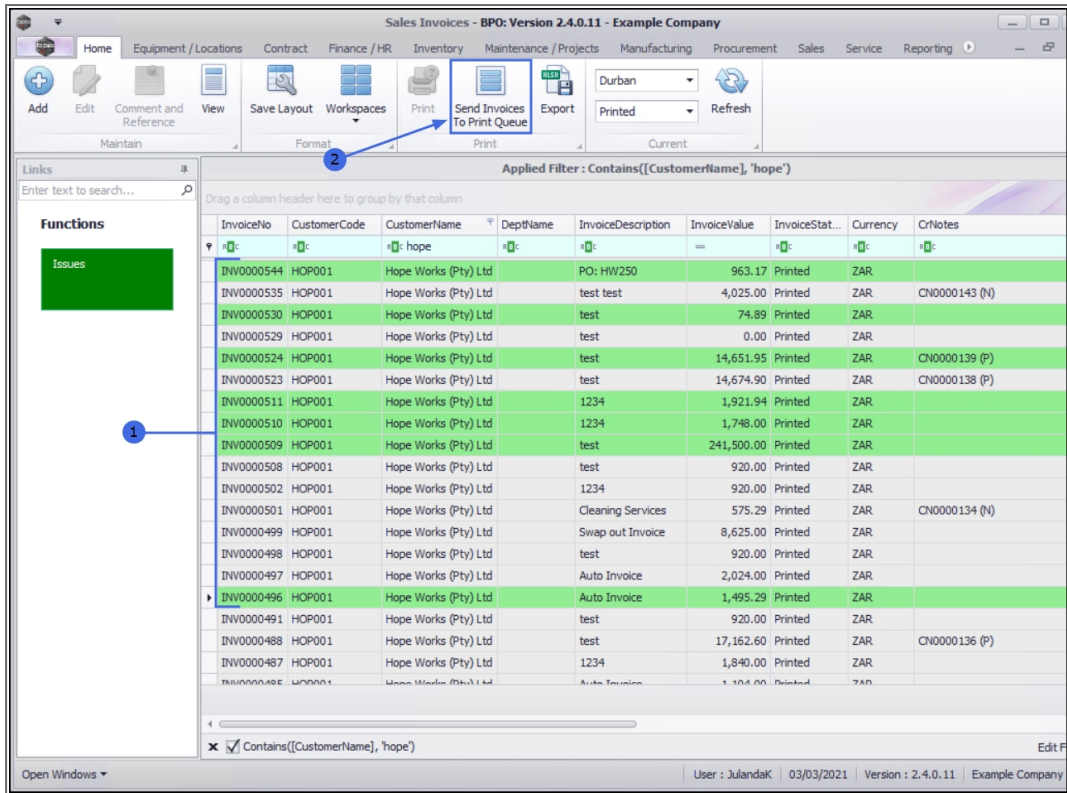 Sales Invoices - BPO: Version 2.4.0.11 - Example Company
Home Equipment / Locations Contract Finance / HR Inventory Maintenance / Projects Manufacturing Procurement Sales Service Reporting
Add Edit Comment and Reference View Save Layout Workspaces Print Send Invoices To Print Queue XLSX Export Durban Printed Refresh
Maintain Format Print Current
2
Links
Enter text to search...
Functions
Issues
Applied Filter : Contains([CustomerName], 'hope')
Drag a column header here to group by that column
InvoiceNo CustomerCode CustomerName DeptName InvoiceDescription InvoiceValue InvoiceStat... Currency CrNotes
hope =
INV0000544 HOP001 Hope Works (Pty) Ltd PO: HW250 963.17 Printed ZAR
INV0000535 HOP001 Hope Works (Pty) Ltd test test 4,025.00 Printed ZAR CN0000143 (N)
INV0000530 HOP001 Hope Works (Pty) Ltd test 74.89 Printed ZAR
INV0000529 HOP001 Hope Works (Pty) Ltd test 0.00 Printed ZAR
INV0000524 HOP001 Hope Works (Pty) Ltd test 14,651.95 Printed ZAR CN0000139 (P)
INV0000523 HOP001 Hope Works (Pty) Ltd test 14,674.90 Printed ZAR CN0000138 (P)
INV0000511 HOP001 Hope Works (Pty) Ltd 1234 1,921.94 Printed ZAR
INV0000510 HOP001 Hope Works (Pty) Ltd 1234 1,748.00 Printed ZAR
1
INV0000509 HOP001 Hope Works (Pty) Ltd test 241,500.00 Printed ZAR
INV0000508 HOP001 Hope Works (Pty) Ltd test 920.00 Printed ZAR
INV0000502 HOP001 Hope Works (Pty) Ltd 1234 920.00 Printed ZAR
INV0000501 HOP001 Hope Works (Pty) Ltd Cleaning Services 575.29 Printed ZAR CN0000134 (N)
INV0000499 HOP001 Hope Works (Pty) Ltd Swap out Invoice 8,625.00 Printed ZAR
INV0000498 HOP001 Hope Works (Pty) Ltd test 920.00 Printed ZAR
INV0000497 HOP001 Hope Works (Pty) Ltd Auto Invoice 2,024.00 Printed ZAR
INV0000496 HOP001 Hope Works (Pty) Ltd Auto Invoice 1,495.29 Printed ZAR
INV0000491 HOP001 Hope Works (Pty) Ltd test 920.00 Printed ZAR
INV0000488 HOP001 Hope Works (Pty) Ltd test 17,162.60 Printed ZAR CN0000136 (P)
INV0000487 HOP001 Hope Works (Pty) Ltd 1234 1,840.00 Printed ZAR
INV0000485 HOP001 Hope Works (Pty) Ltd Auto Invoice 1,104.00 Printed ZAR
Contains([CustomerName], 'hope') Edit F
Open Windows User : JulandaK 03/03/2021 Version : 2.4.0.11 Example Company